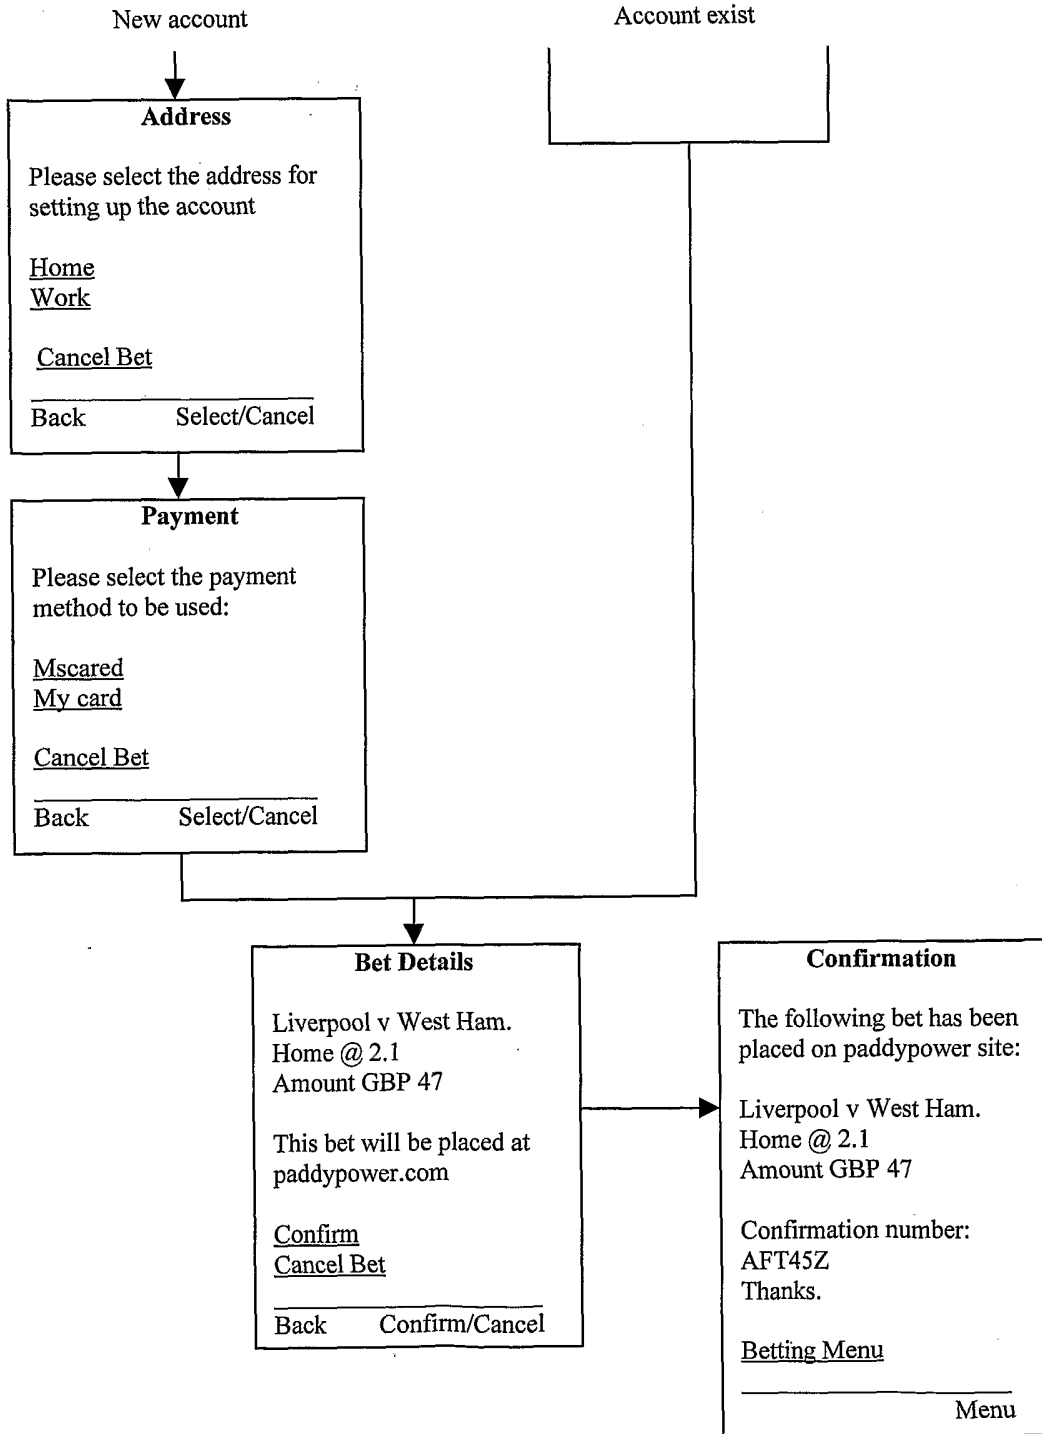 New account
Account exist
Address
Please select the address for
setting up the account
Home
Work
Cancel Bet
Back Select/Cancel
Payment
Please select the payment
method to be used:
Mscared
My card
Cancel Bet
Back Select/Cancel
Bet Details
Liverpool v West Ham.
Home @ 2.1
Amount GBP 47
This bet will be placed at
paddypower.com
Confirm
Cancel Bet
Back Confirm/Cancel
Confirmation
The following bet has been
placed on paddypower site:
Liverpool v West Ham.
Home @ 2.1
Amount GBP 47
Confirmation number:
AFT45Z
Thanks.
Betting Menu
Menu